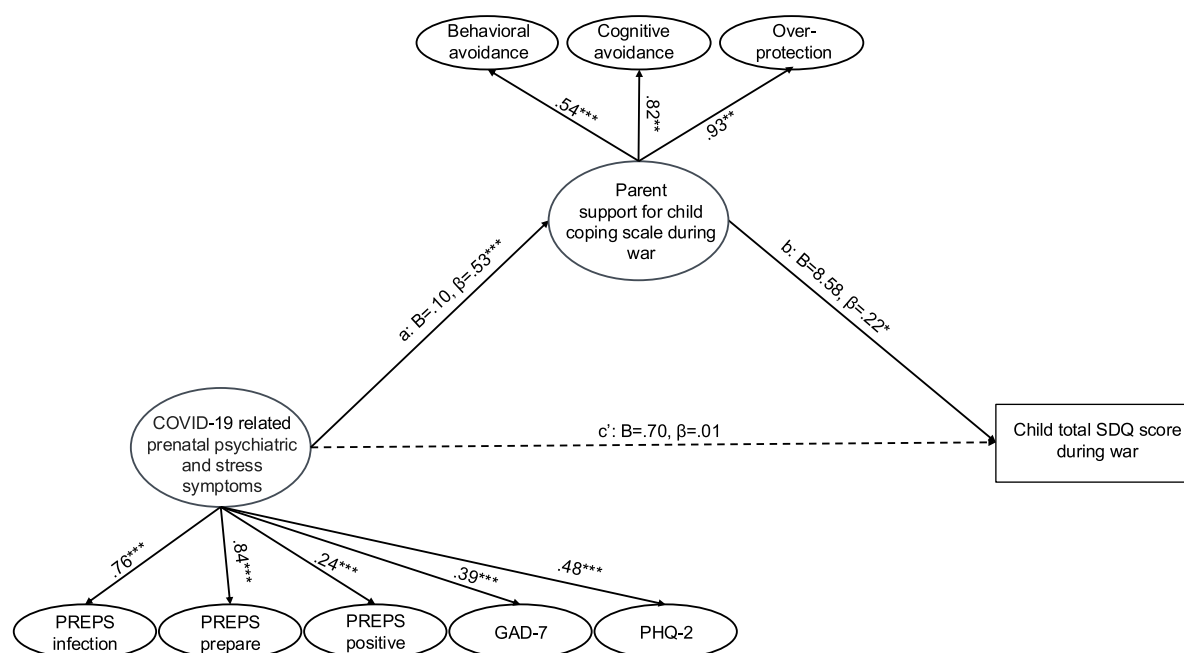 Behavioral
avoidance
Cognitive
avoidance
Over-
protection
.54***
.82**
.93**
Parent
support for child
coping scale during
war
a: B=.10, β=.53***
b: B=8.58, β=.22*
COVID-19 related
prenatal psychiatric
and stress
symptoms
c’: B=.70, β=.01
Child total SDQ score
during war
.76***
.84***
.24***
.39***
.48***
PREPS
infection
PREPS
prepare
PREPS
positive
GAD-7
PHQ-2